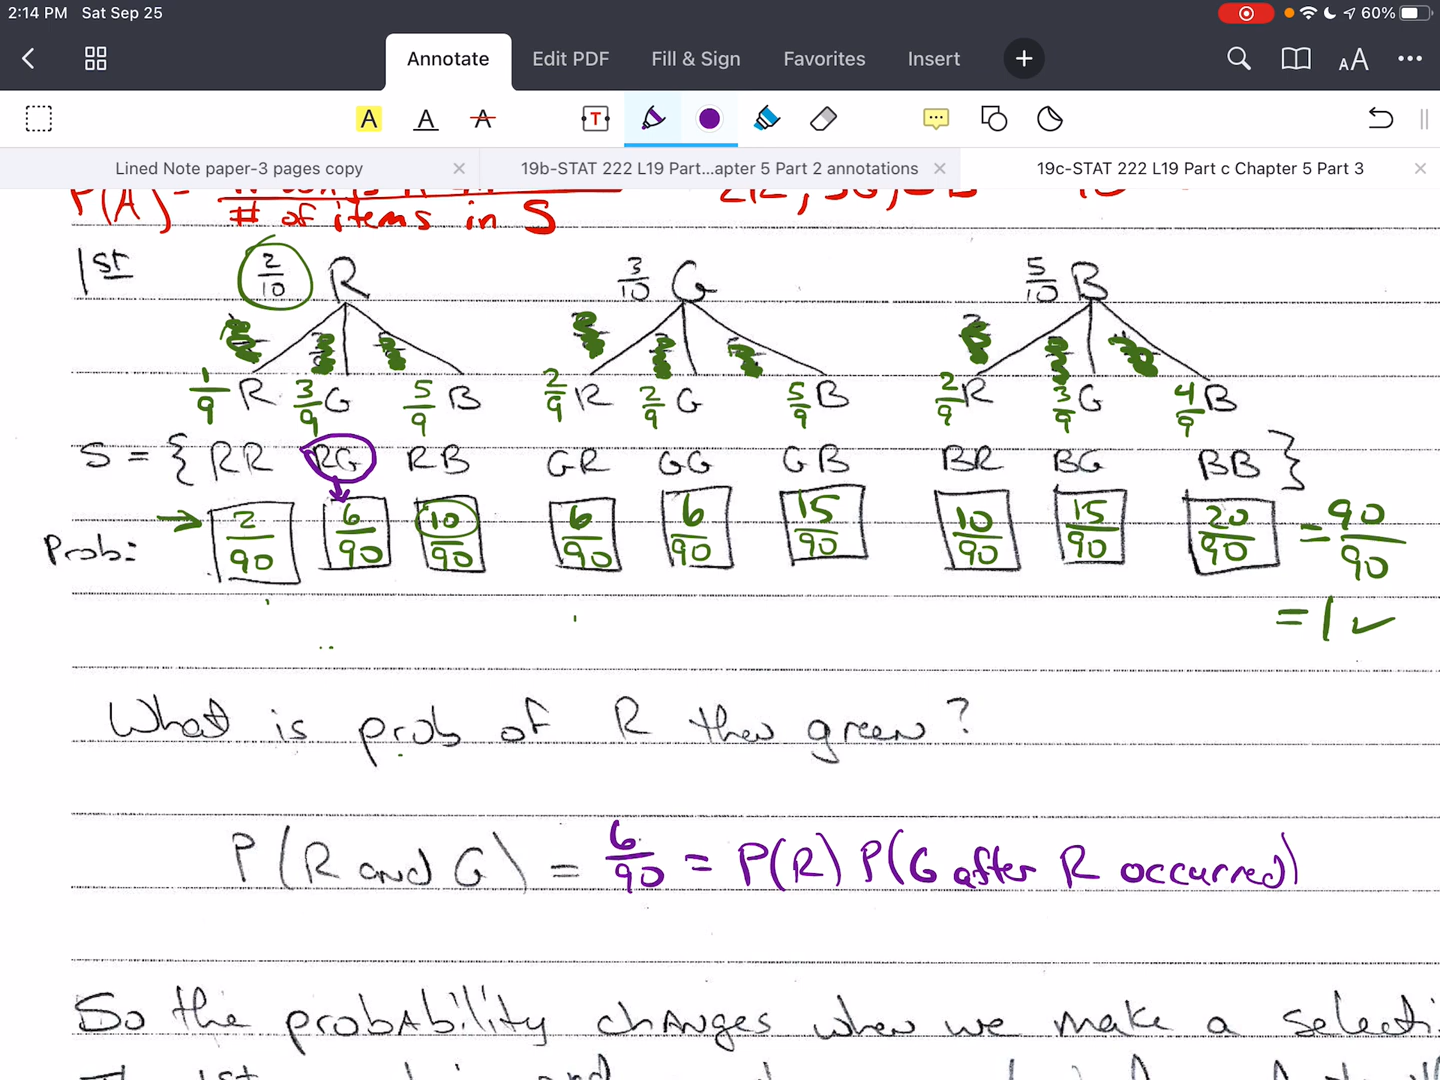 2:14 PM Sat Sep 25 60%
Annotate Edit PDF Fill & Sign Favorites Insert
Lined Note paper-3 pages copy 19b-STAT 222 L19 Part...apter 5 Part 2 annotations 19c-STAT 222 L19 Part c Chapter 5 Part 3
P(A) =
# of items in S
1st 2/10 R 3/10 G 5/10 B
1/9 R 3/9 G 5/9 B 2/9 R 2/9 G 5/9 B 2/9 R 3/9 G 4/9 B
S = { RR RG RB GR GG GB BR BG BB }
Prob: 2/90 6/90 10/90 6/90 6/90 15/90 10/90 15/90 20/90 = 90/90
= 1 ✓
What is prob of R then green?
P(R and G) = 6/90 = P(R) P(G after R occurred)
So the probability changes when we make a selecti